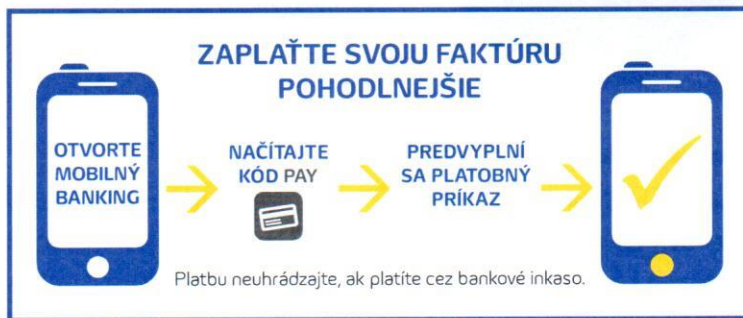 ZAPLAŤTE SVOJU FAKTÚRU
POHODLNEJŠIE
OTVORTE
MOBILNÝ
BANKING
NAČÍTAJTE
KÓD PAY
PREDVYPLNÍ
SA PLATOBNÝ
PRÍKAZ
Platbu neuhrádzajte, ak platíte cez bankové inkaso.